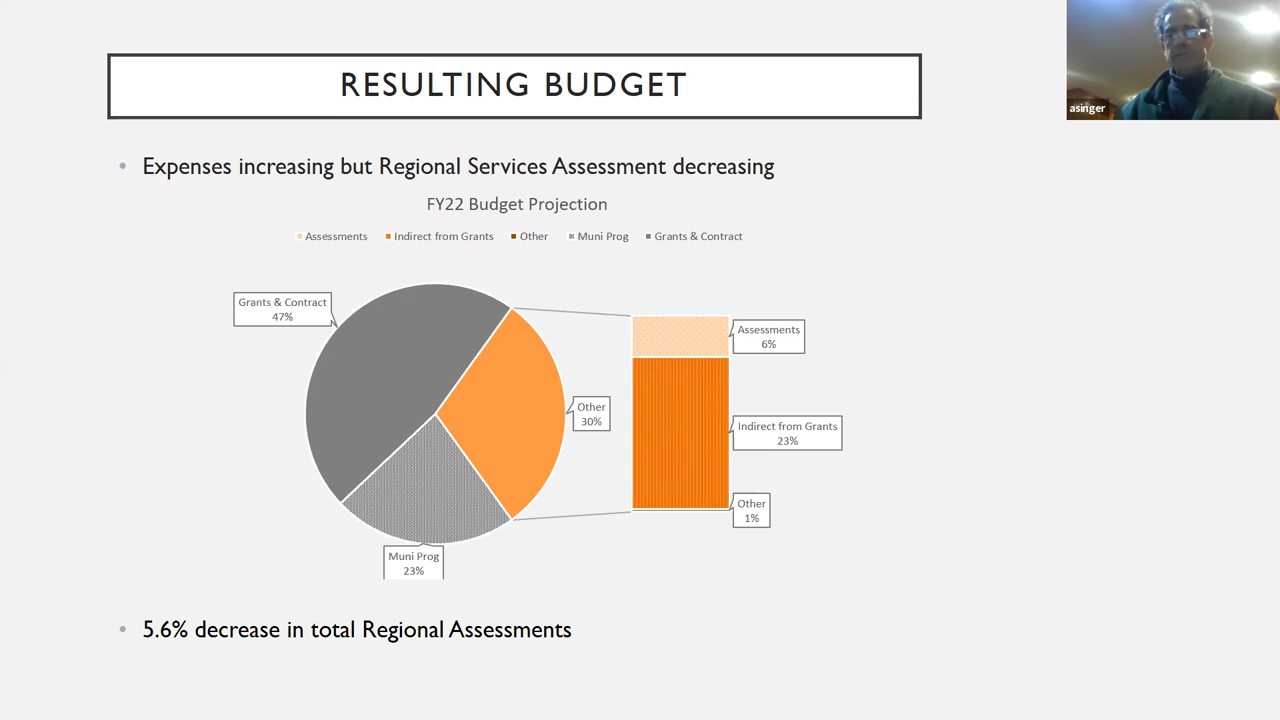 RESULTING BUDGET
asinger
• Expenses increasing but Regional Services Assessment decreasing
FY22 Budget Projection
Assessments Indirect from Grants Other Muni Prog Grants & Contract
Grants & Contract
47%
Assessments
6%
Other
30%
Indirect from Grants
23%
Other
1%
Muni Prog
23%
• 5.6% decrease in total Regional Assessments